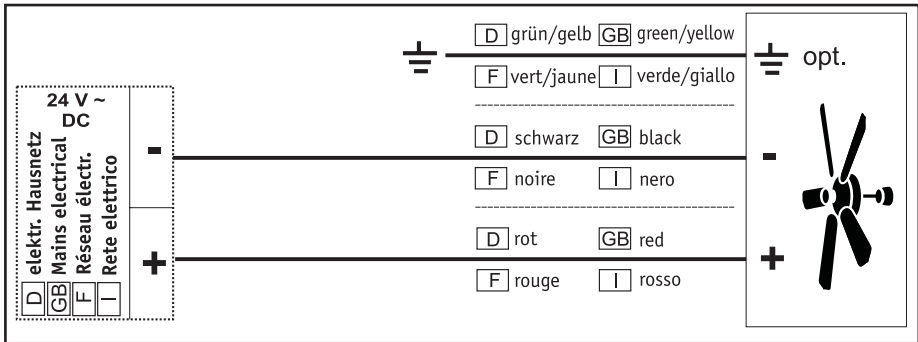 D grün/gelb GB green/yellow
opt.
F vert/jaune I verde/giallo
24 V ~
DC
-
+
D elektr. Hausnetz
GB Mains electrical
F Réseau électr.
I Rete elettrico
D schwarz GB black
-
F noire I nero
D rot GB red
+
F rouge I rosso